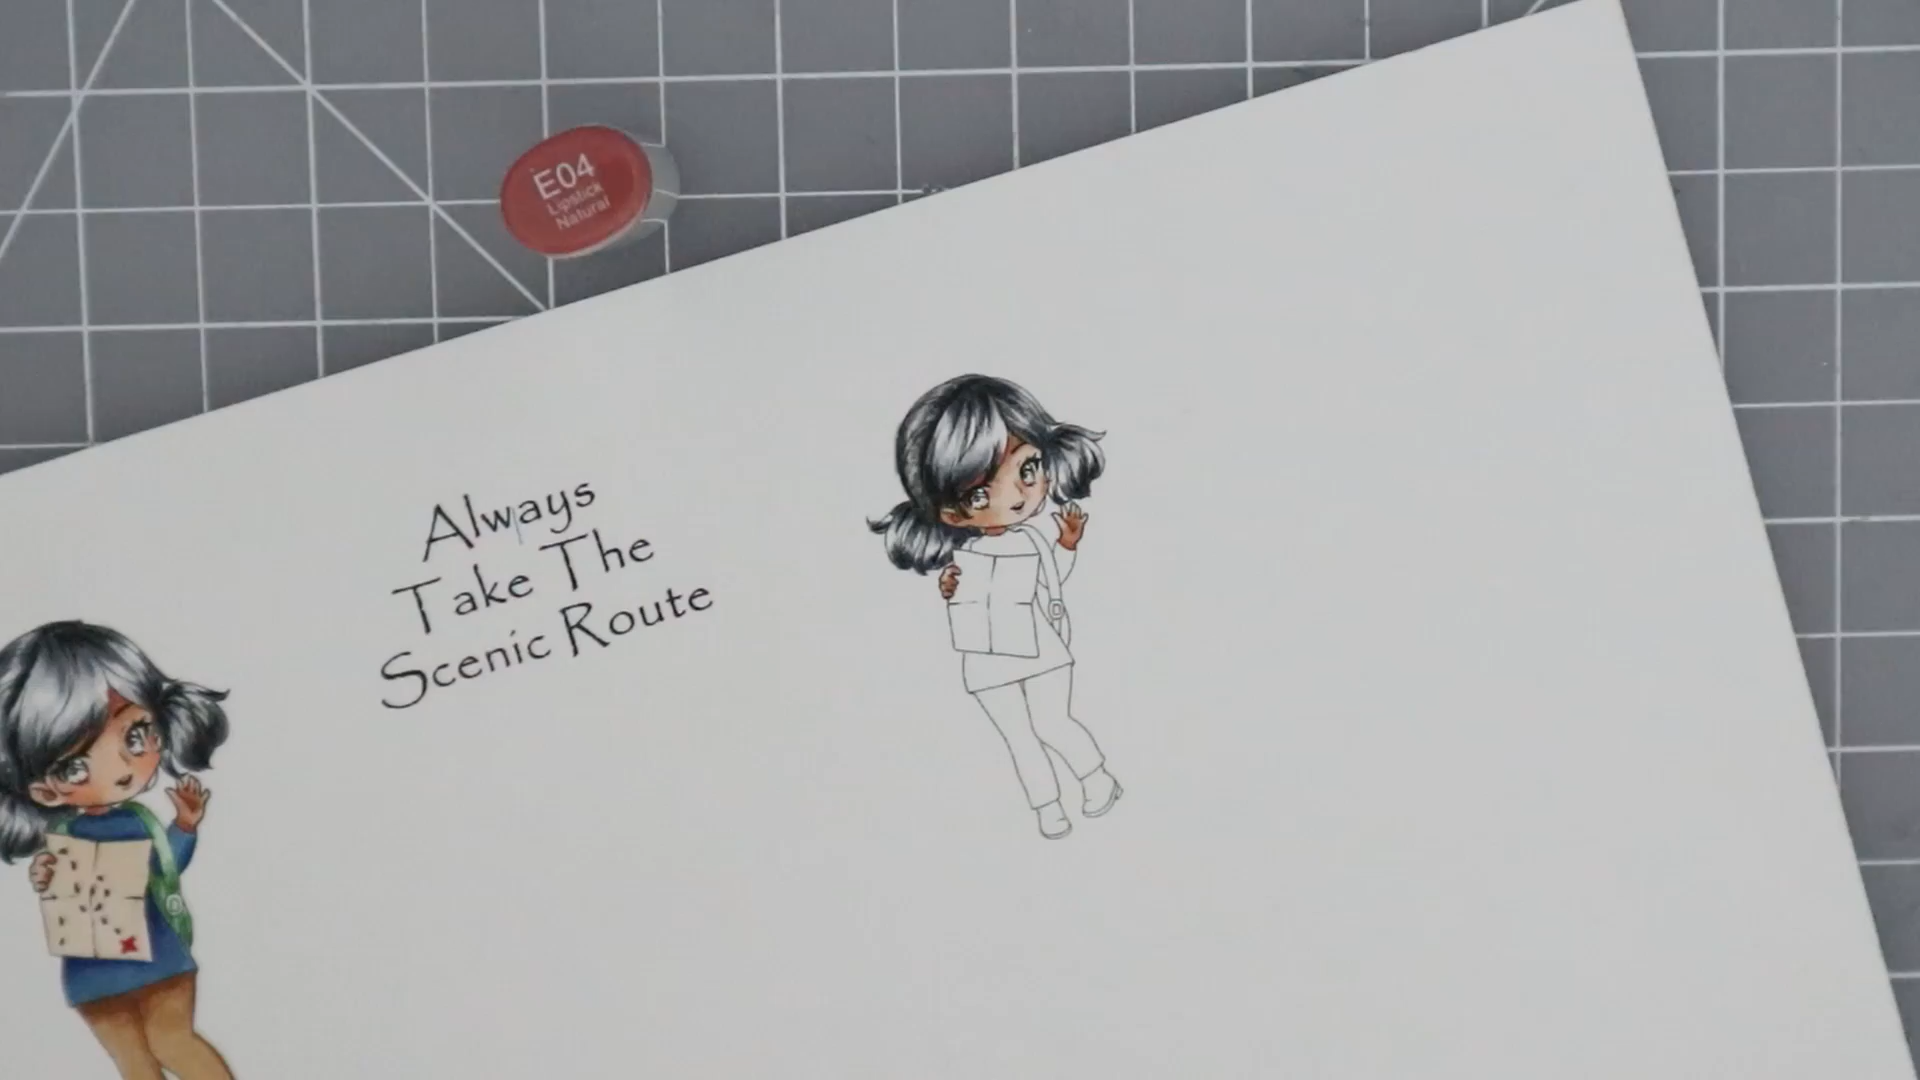 E04
Lipstick
Natural
Always
Take The
Scenic Route